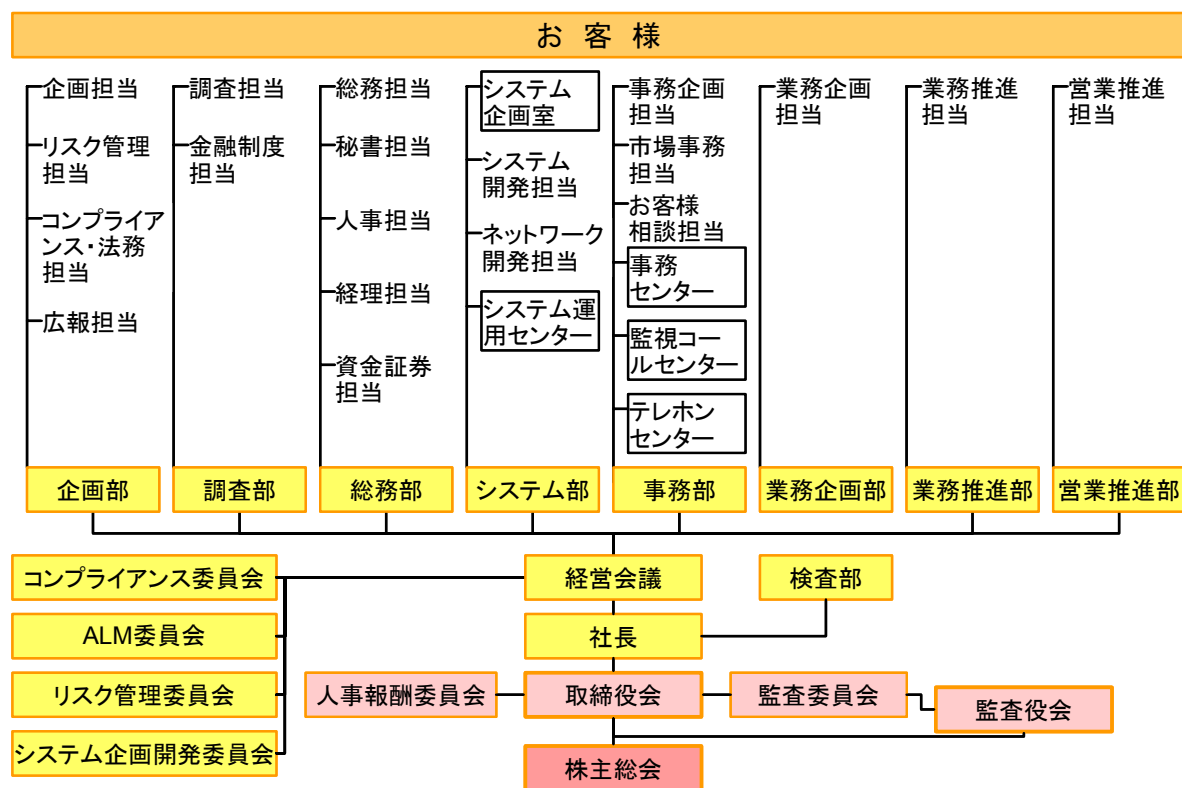 お 客 様
企画担当
リスク管理
担当
コンプライア
ンス・法務
担当
広報担当
調査担当
金融制度
担当
総務担当
秘書担当
人事担当
経理担当
資金証券
担当
システム
企画室
システム
開発担当
ネットワーク
開発担当
システム運
用センター
事務企画
担当
市場事務
担当
お客様
相談担当
事務
センター
監視コー
ルセンター
テレホン
センター
業務企画
担当
業務推進
担当
営業推進
担当
企画部
調査部
総務部
システム部
事務部
業務企画部
業務推進部
営業推進部
コンプライアンス委員会
経営会議
検査部
ALM委員会
社長
リスク管理委員会
人事報酬委員会
取締役会
監査委員会
監査役会
システム企画開発委員会
株主総会